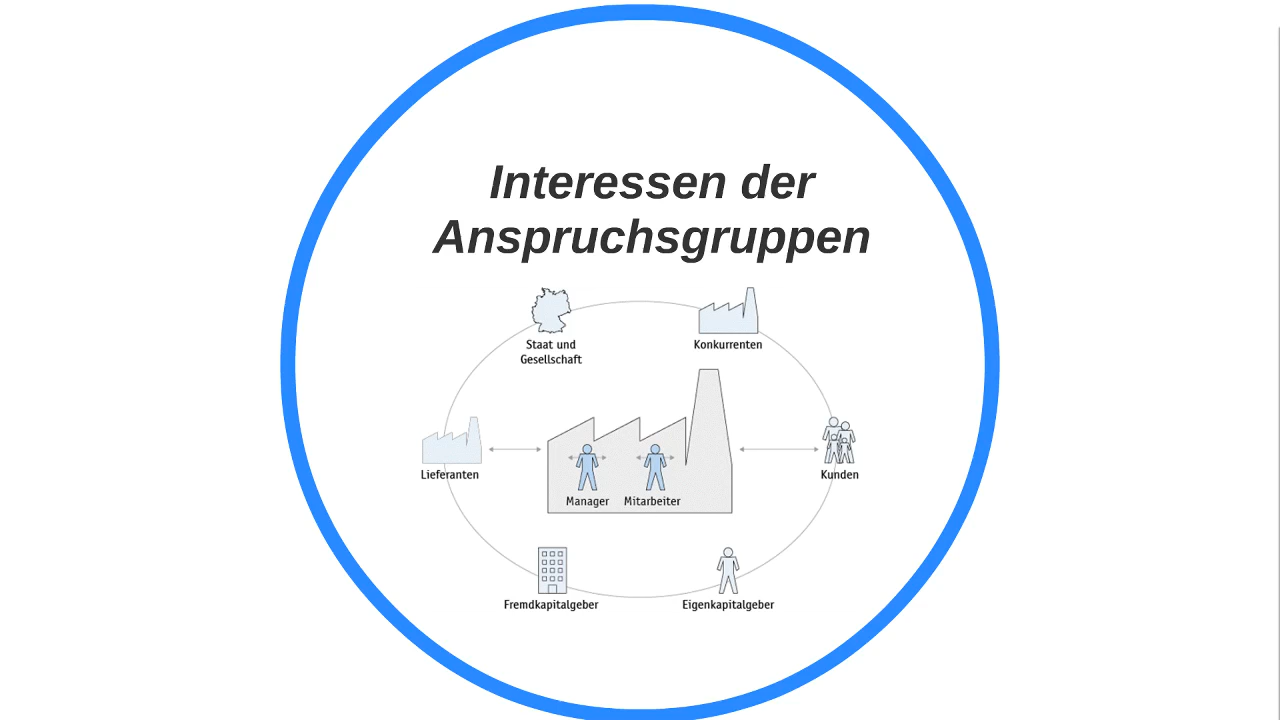 Interessen der
Anspruchsgruppen
Staat und
Gesellschaft
Konkurrenten
Lieferanten
Kunden
Manager
Mitarbeiter
Fremdkapitalgeber
Eigenkapitalgeber